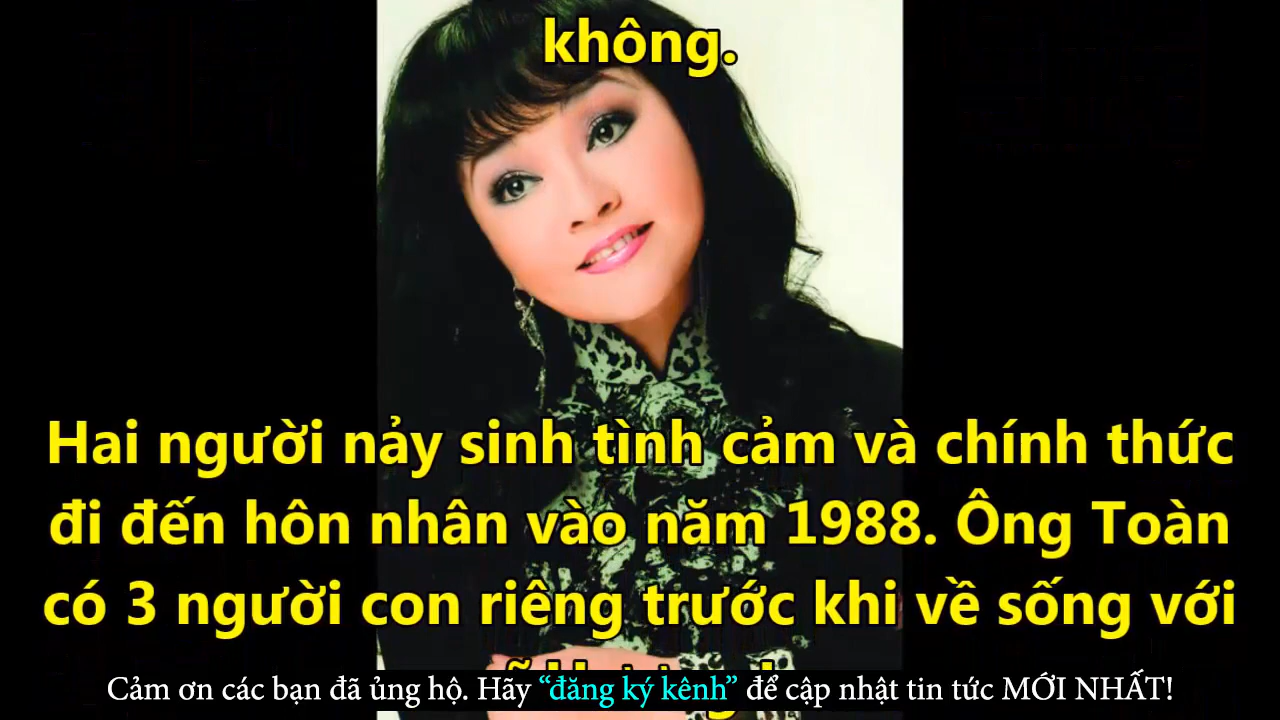 không.
Hai người nảy sinh tình cảm và chính thức
đi đến hôn nhân vào năm 1988. Ông Toàn
có 3 người con riêng trước khi về sống với
Cảm ơn các bạn đã ủng hộ. Hãy “đăng ký kênh” để cập nhật tin tức MỚI NHẤT!